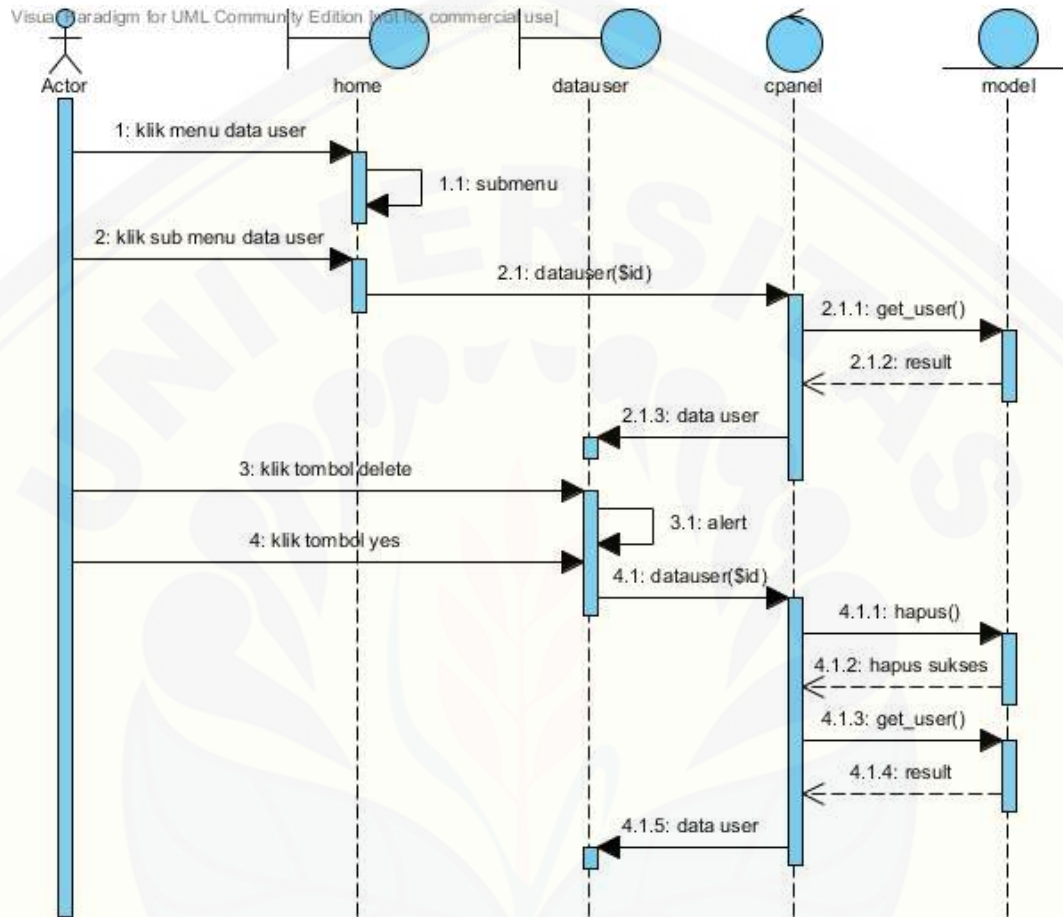 Visual Paradigm for UML Community Edition [not for commercial use]
Actor
home
datauser
cpanel
model
1: klik menu data user
1.1: submenu
2: klik sub menu data user
2.1: datauser($id)
2.1.1: get_user()
2.1.2: result
2.1.3: data user
3: klik tombol delete
3.1: alert
4: klik tombol yes
4.1: datauser($id)
4.1.1: hapus()
4.1.2: hapus sukses
4.1.3: get_user()
4.1.4: result
4.1.5: data user
UNIVERSITAS